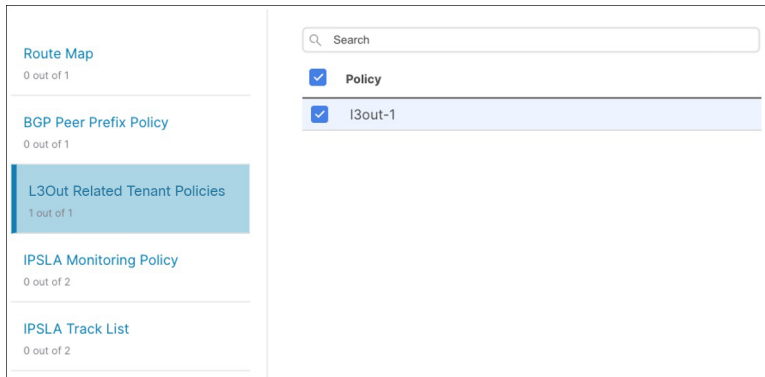 Route Map
0 out of 1
BGP Peer Prefix Policy
0 out of 1
L3Out Related Tenant Policies
1 out of 1
IPSLA Monitoring Policy
0 out of 2
IPSLA Track List
0 out of 2
Search
Policy
l3out-1